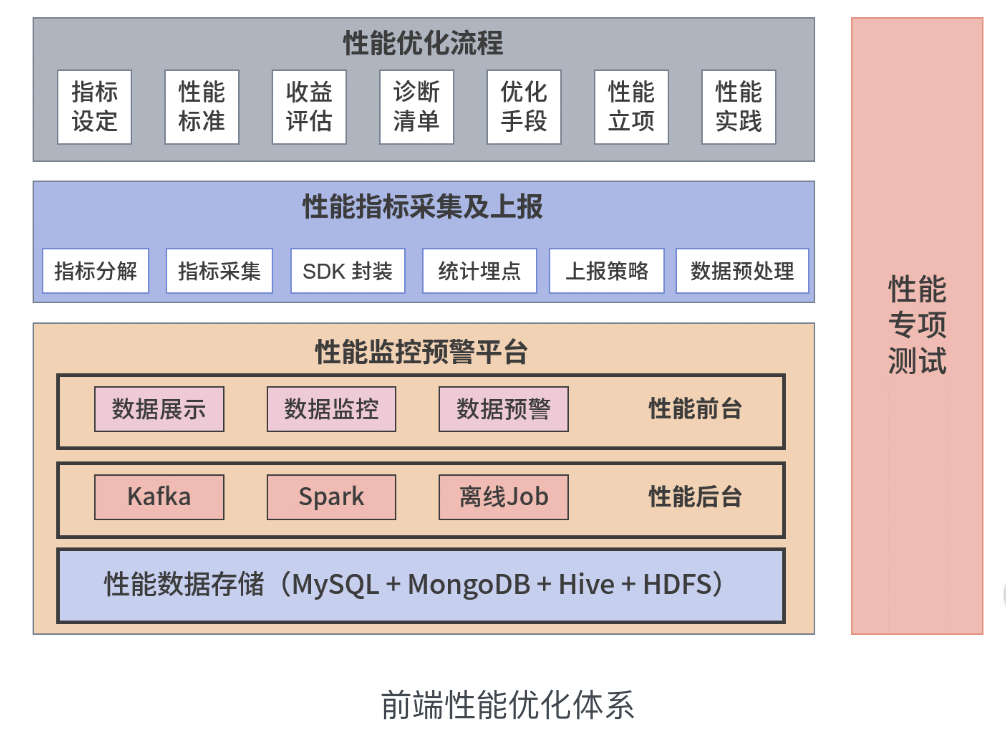 性能优化流程
指标
设定
性能
标准
收益
评估
诊断
清单
优化
手段
性能
立项
性能
实践
性能指标采集及上报
指标分解
指标采集
SDK 封装
统计埋点
上报策略
数据预处理
性能监控预警平台
数据展示
数据监控
数据预警
性能前台
Kafka
Spark
离线Job
性能后台
性能数据存储（MySQL + MongoDB + Hive + HDFS）
性能
专项
测试
前端性能优化体系